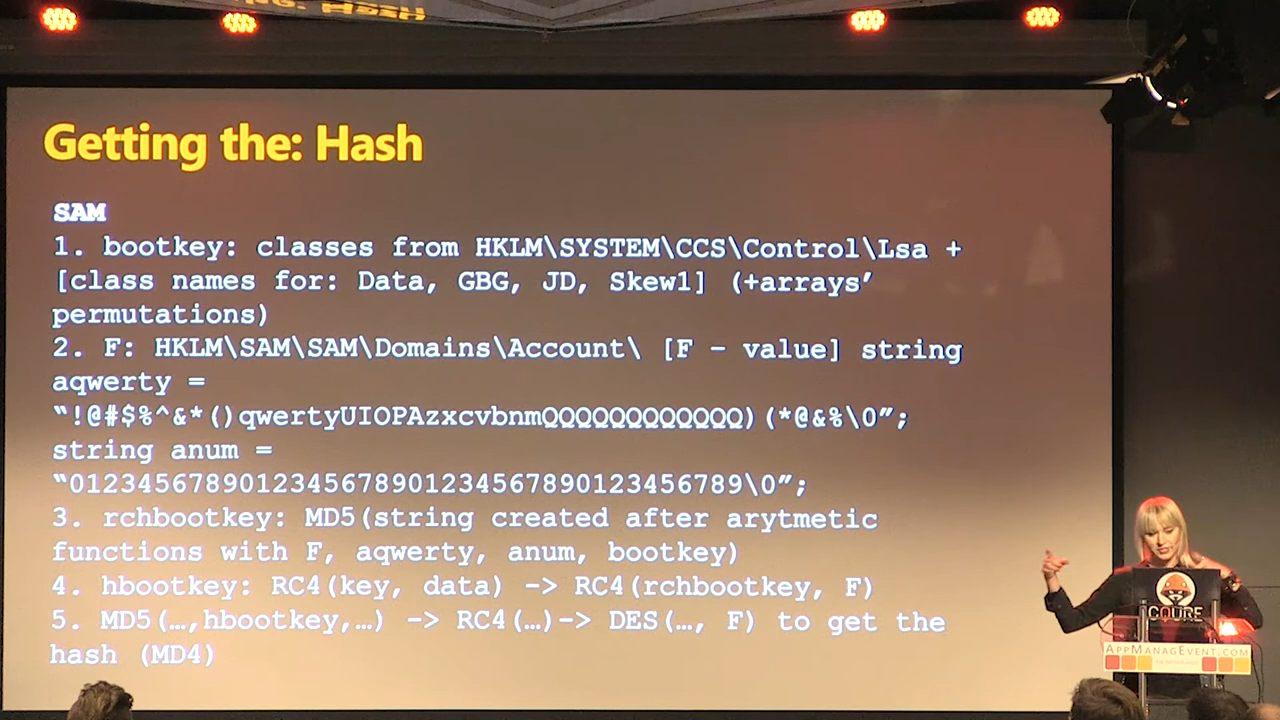 Getting the: Hash
SAM
1. bootkey: classes from HKLM\SYSTEM\CCS\Control\Lsa +
[class names for: Data, GBG, JD, Skew1] (+arrays’
permutations)
2. F: HKLM\SAM\SAM\Domains\Account\ [F – value] string
aqwerty =
“!@#$%^&*()qwertyUIOPAzxcvbnmQQQQQQQQQQQQ)(*@&%\0”;
string anum =
“0123456789012345678901234567890123456789\0”;
3. rchbootkey: MD5(string created after arytmetic
functions with F, aqwerty, anum, bootkey)
4. hbootkey: RC4(key, data) -> RC4(rchbootkey, F)
5. MD5(…,hbootkey,…) -> RC4(…)-> DES(…, F) to get the
hash (MD4)
CQURE
APPMANAGEVENT.COM